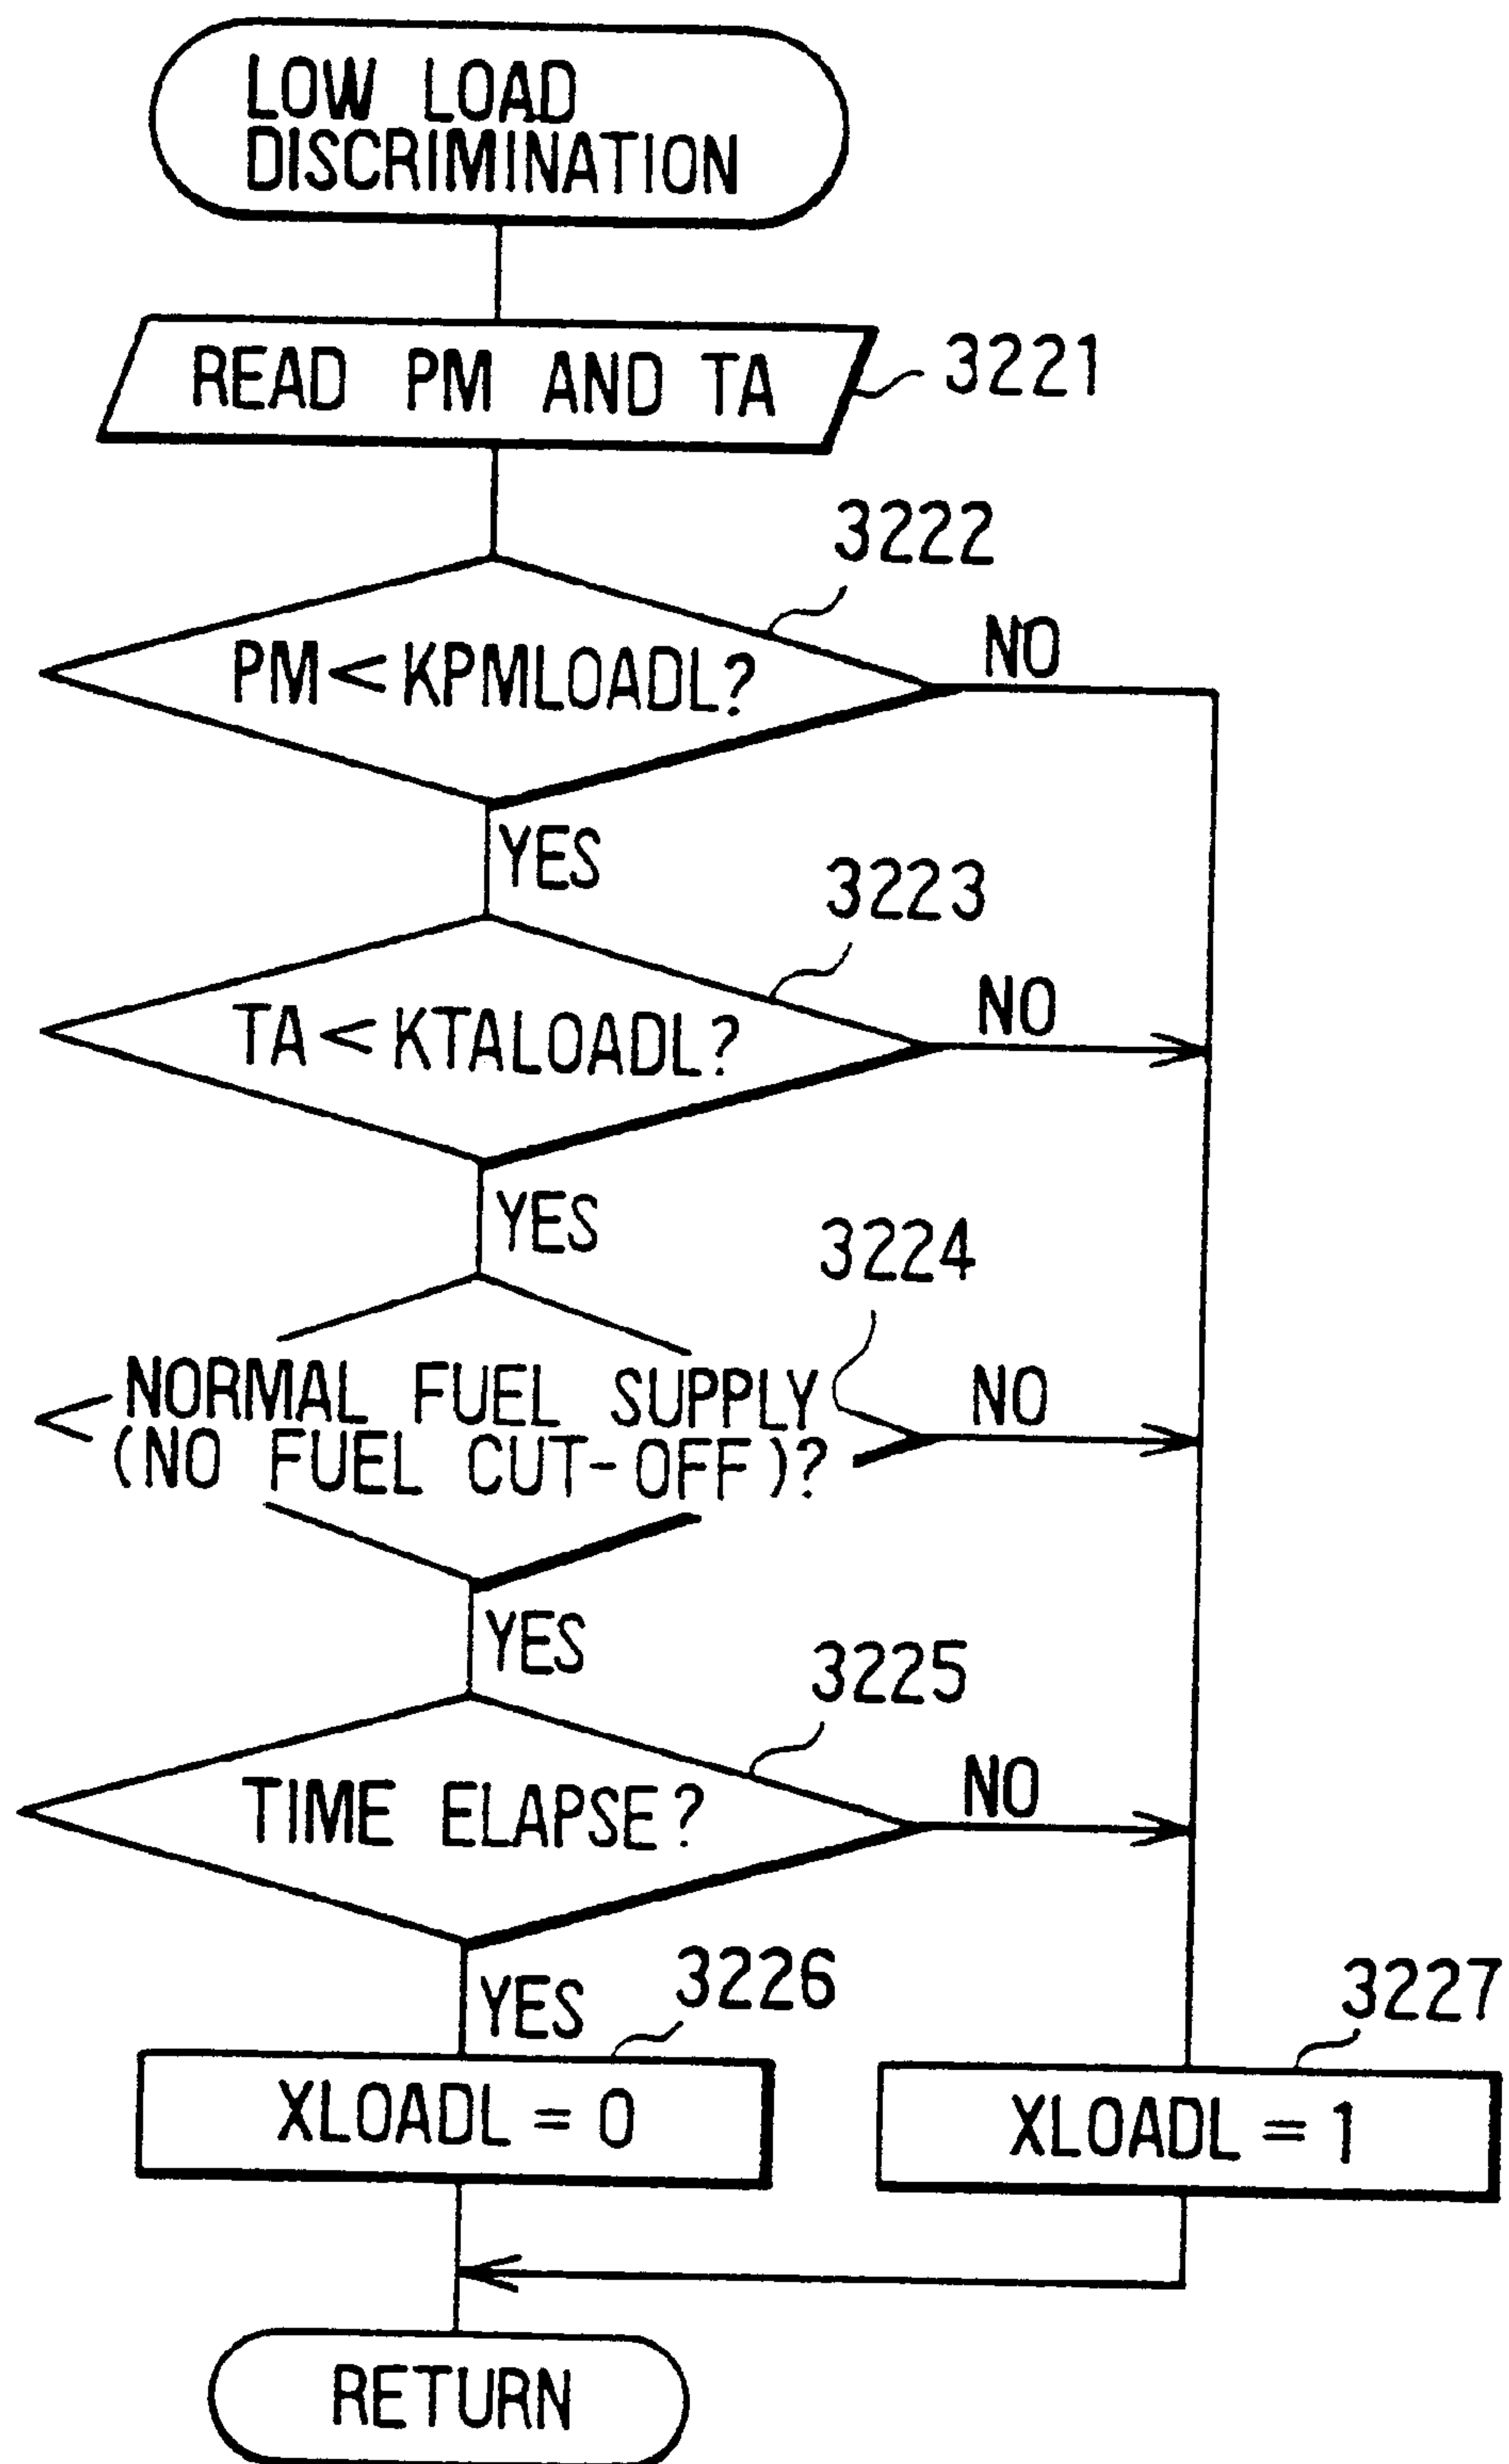 LOW LOAD
DISCRIMINATION
READ PM AND TA
3221
3222
PM<KPMLOADL?
NO
YES
3223
TA<KTALOADL?
NO
YES
3224
NORMAL FUEL SUPPLY
(NO FUEL CUT-OFF)?
NO
YES
3225
TIME ELAPSE?
NO
YES
3226
3227
XLOADL = 0
XLOADL = 1
RETURN